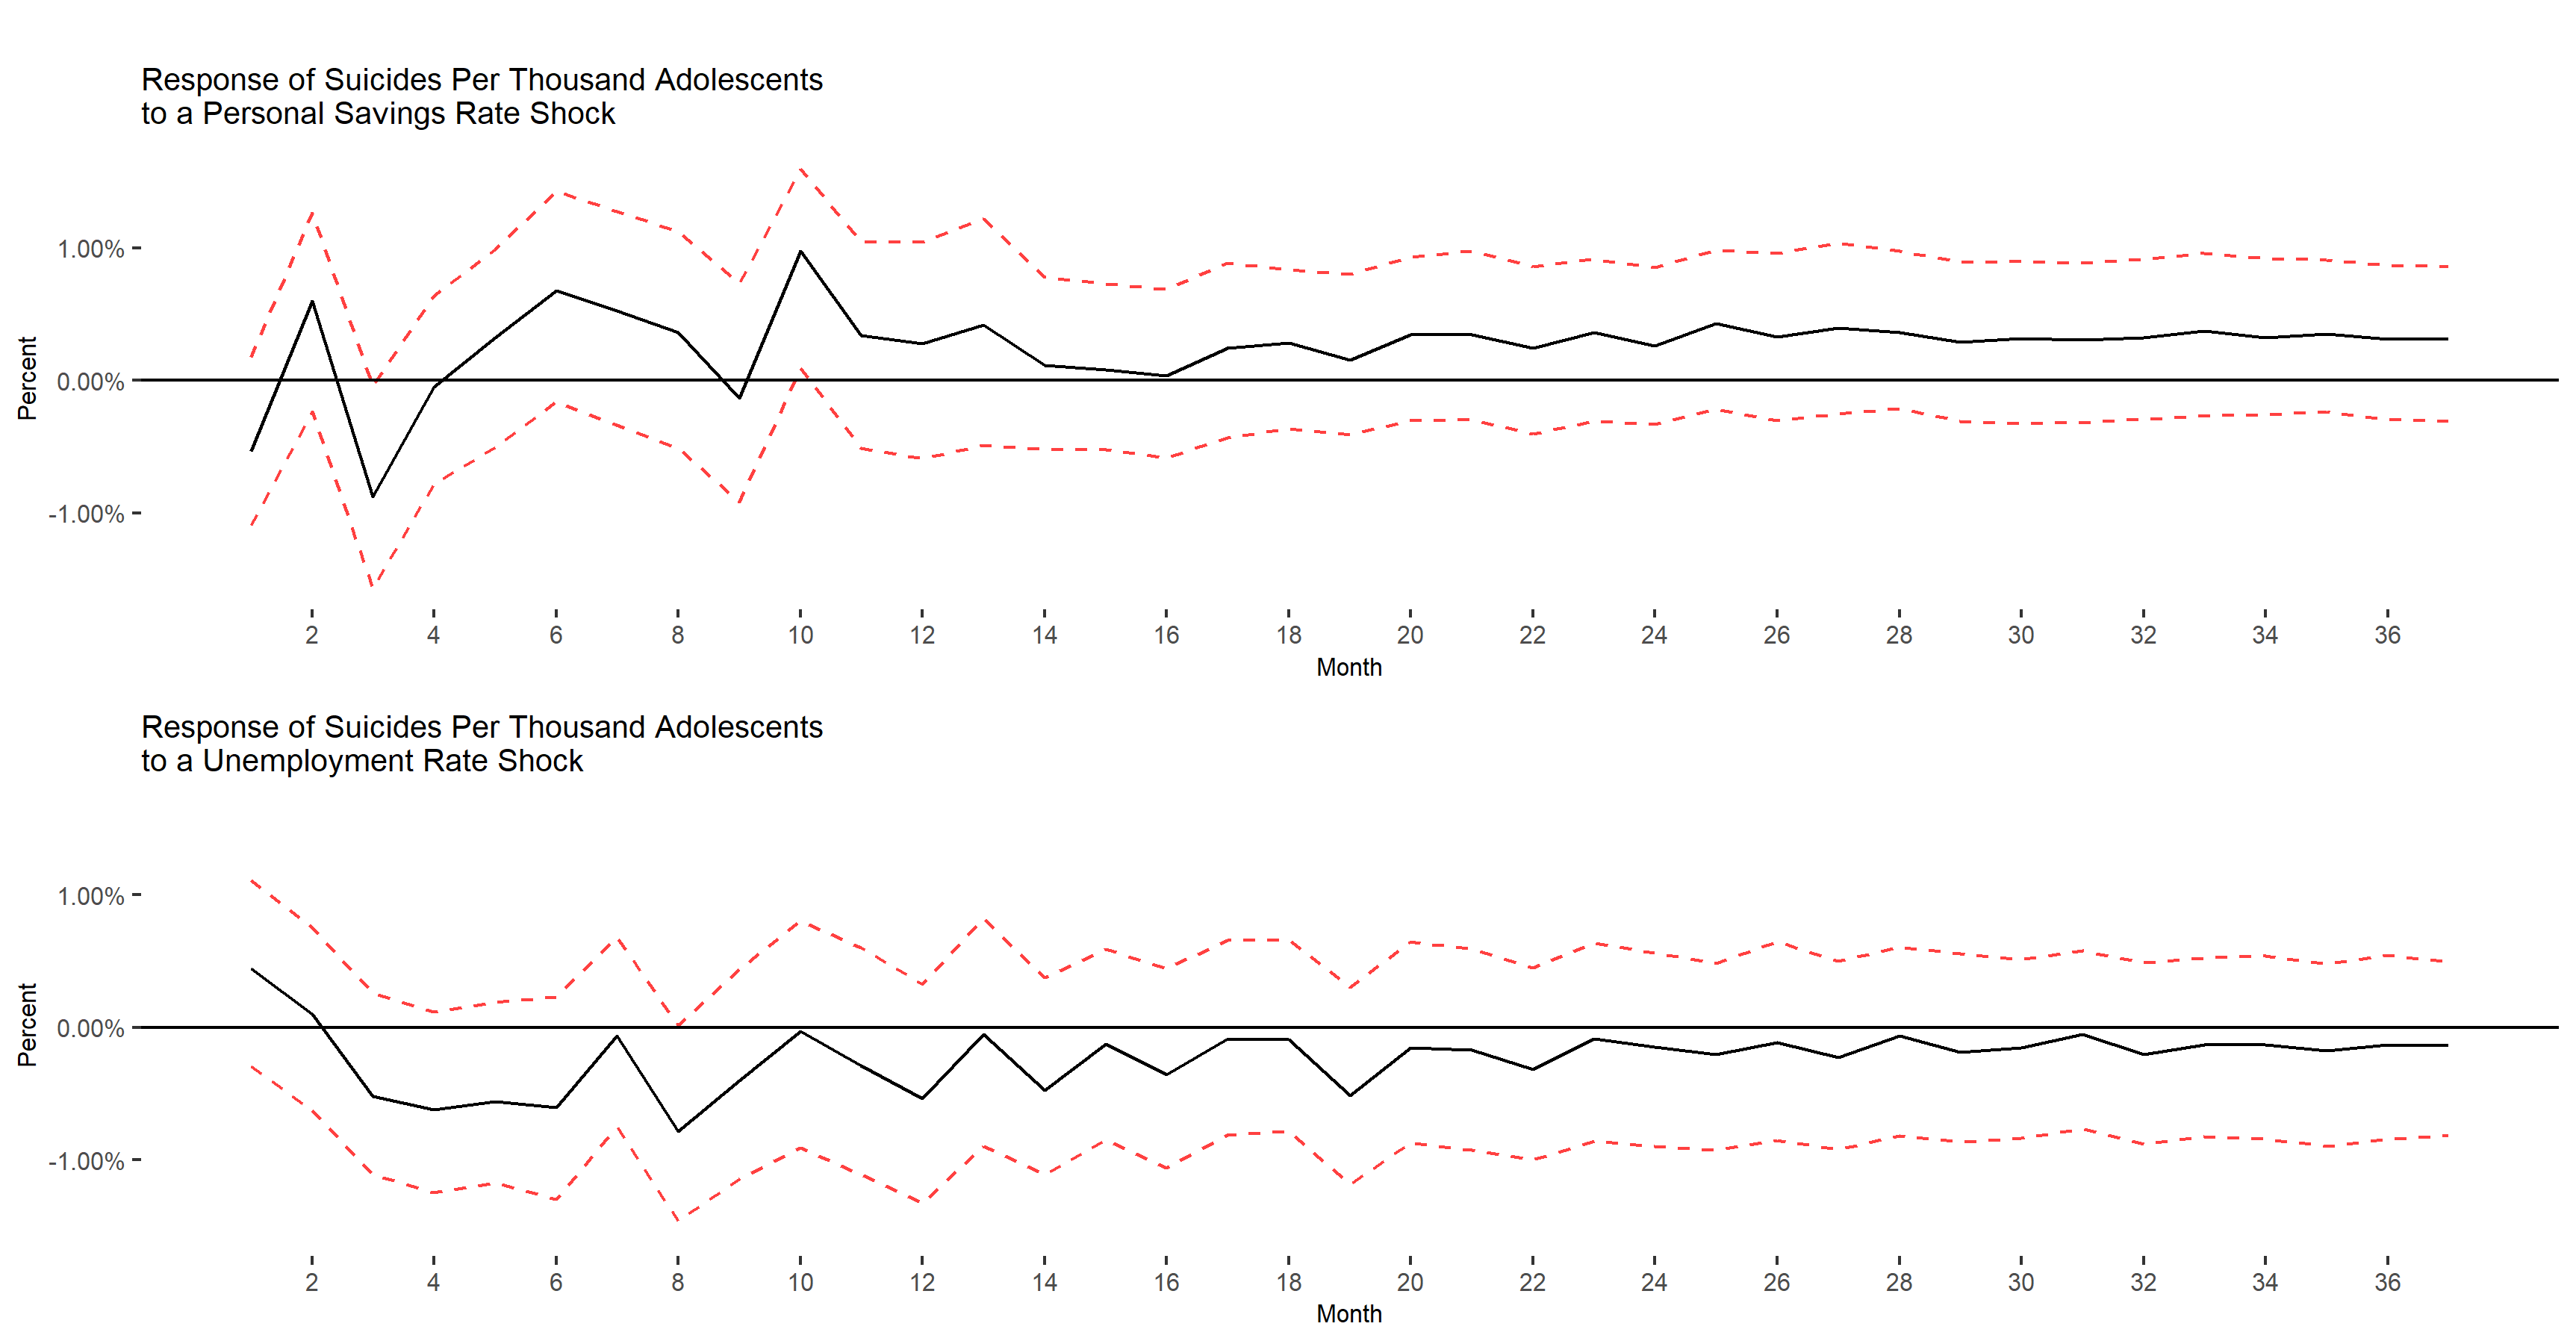 Response of Suicides Per Thousand Adolescents
to a Personal Savings Rate Shock
Percent
1.00%
0.00%
-1.00%
2 4 6 8 10 12 14 16 18 20 22 24 26 28 30 32 34 36
Month
Response of Suicides Per Thousand Adolescents
to a Unemployment Rate Shock
Percent
1.00%
0.00%
-1.00%
2 4 6 8 10 12 14 16 18 20 22 24 26 28 30 32 34 36
Month